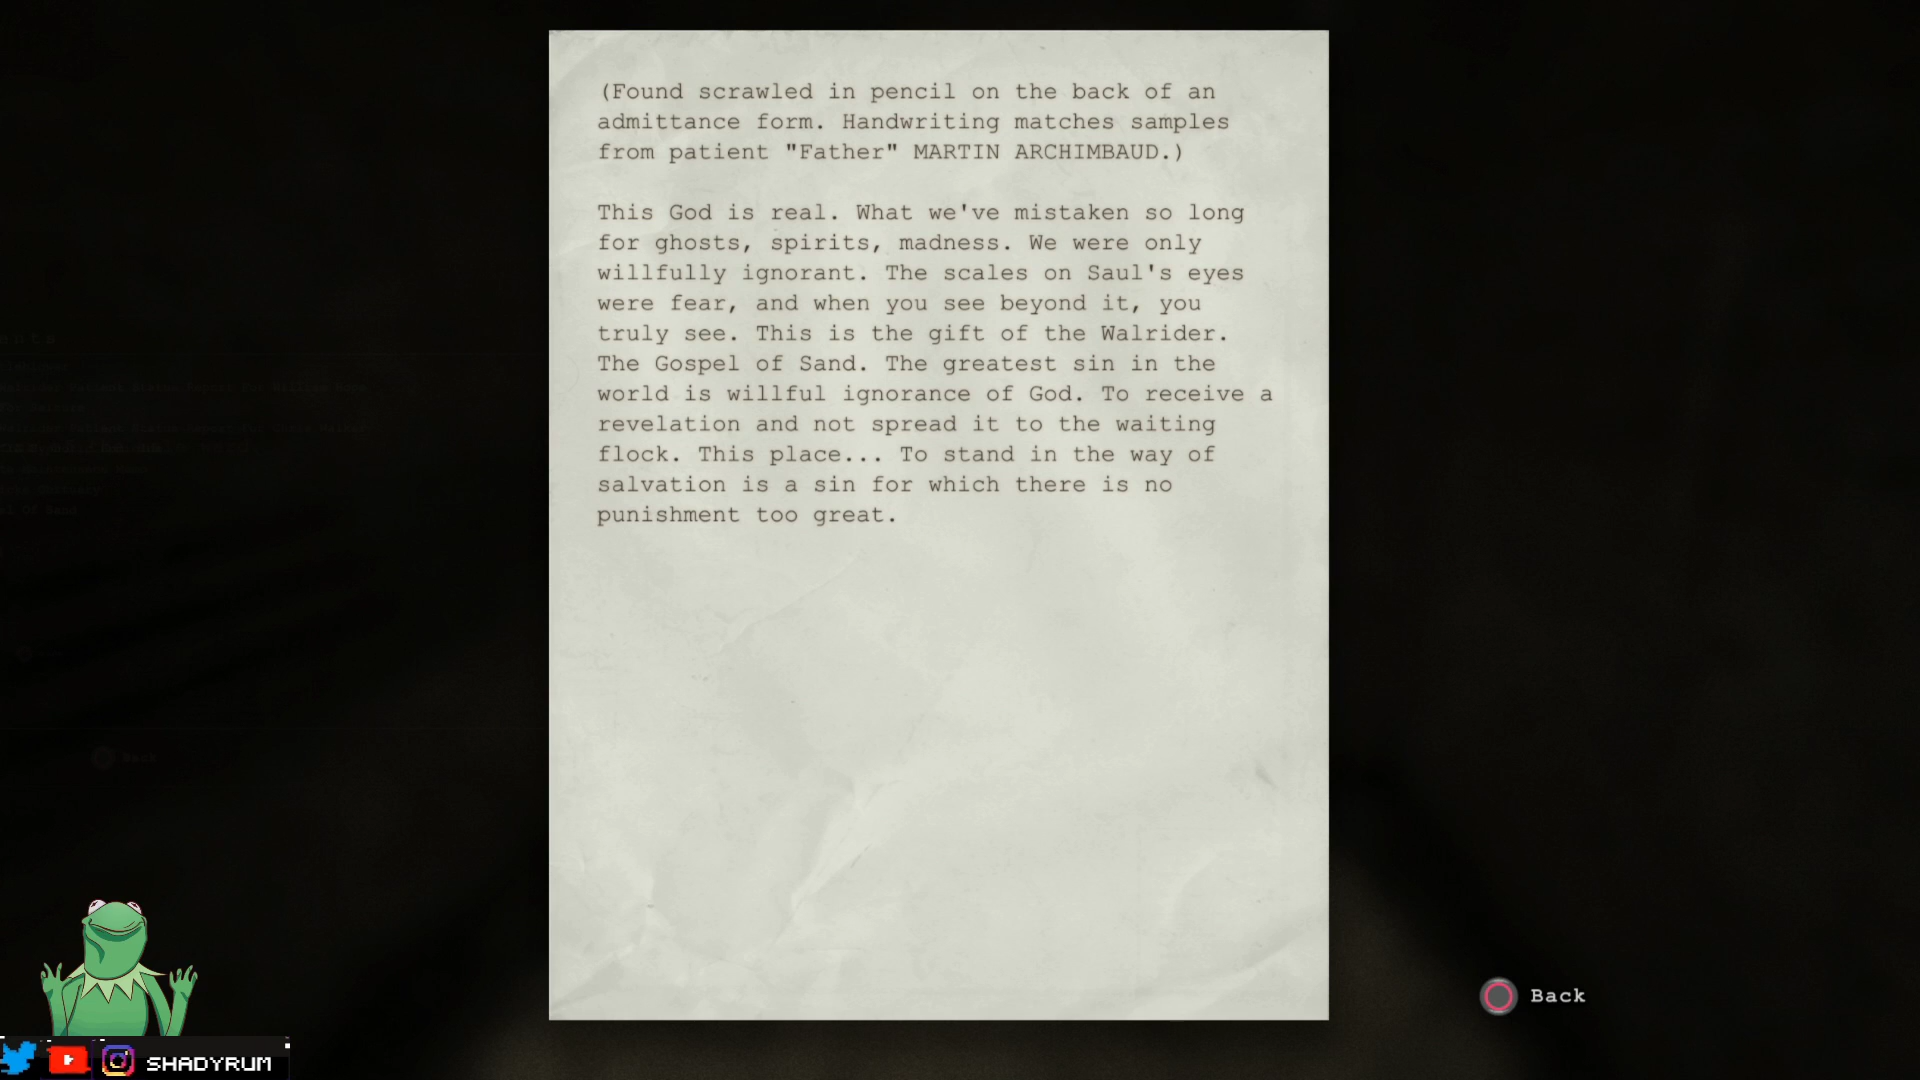 (Found scrawled in pencil on the back of an
admittance form. Handwriting matches samples
from patient "Father" MARTIN ARCHIMBAUD.)
This God is real. What we've mistaken so long
for ghosts, spirits, madness. We were only
willfully ignorant. The scales on Saul's eyes
were fear, and when you see beyond it, you
truly see. This is the gift of the Walrider.
The Gospel of Sand. The greatest sin in the
world is willful ignorance of God. To receive a
revelation and not spread it to the waiting
flock. This place... To stand in the way of
salvation is a sin for which there is no
punishment too great.
Back
Back
SHADYRUM